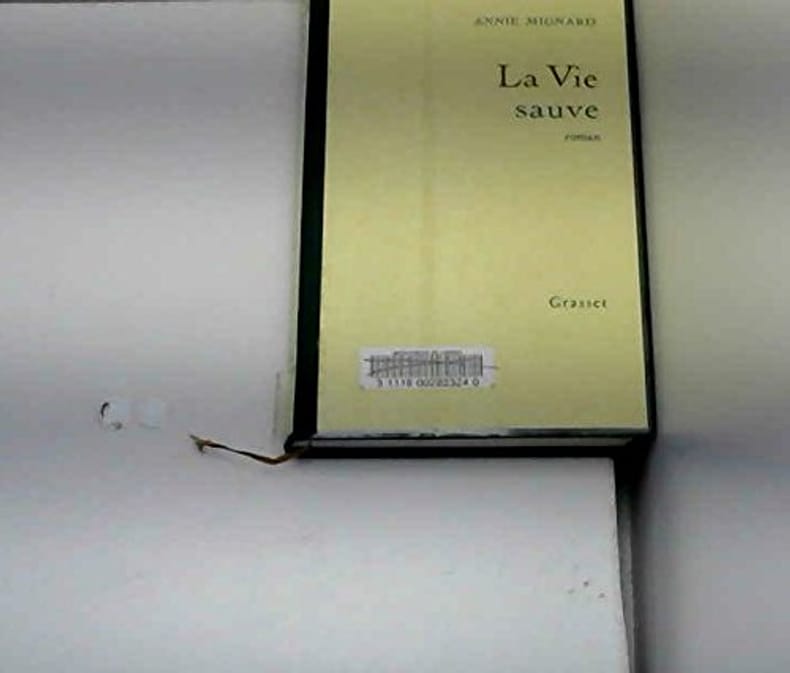 ANNIE MIGNARD
La Vie
sauve
roman
Grasset